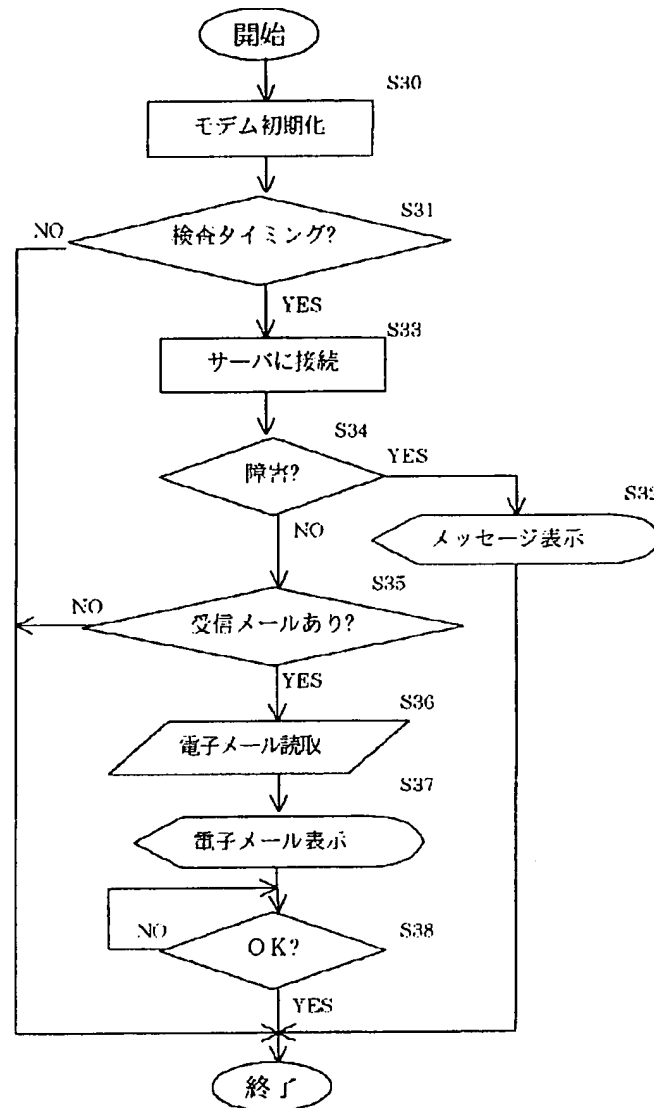 開始
S30
モデム初期化
S31
NO
検査タイミング?
YES
S33
サーバに接続
S34
障害?
YES
S32
NO
メッセージ表示
S35
NO
受信メールあり?
YES
S36
電子メール読取
S37
電子メール表示
NO
OK?
S38
YES
終了